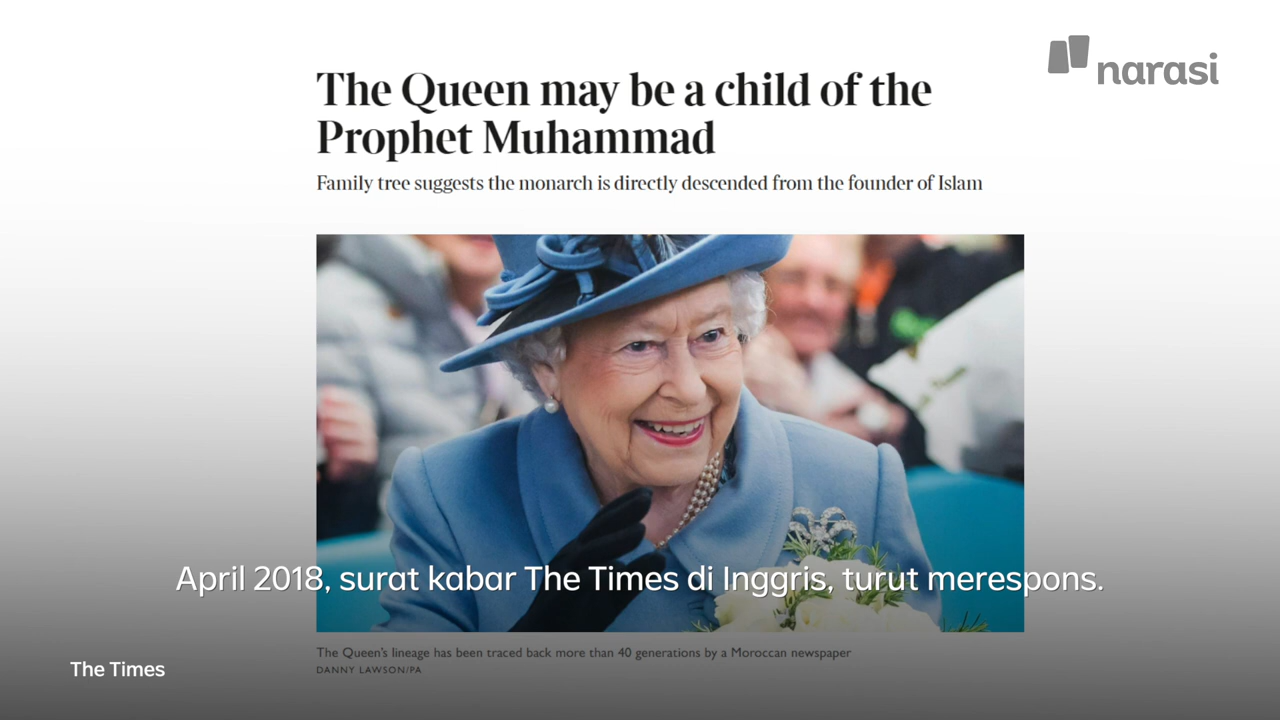 narasi
The Queen may be a child of the
Prophet Muhammad
Family tree suggests the monarch is directly descended from the founder of Islam
April 2018, surat kabar The Times di Inggris, turut merespons.
The Queen's lineage has been traced back more than 40 generations by a Moroccan newspaper
DANNY LAWSON/PA
The Times